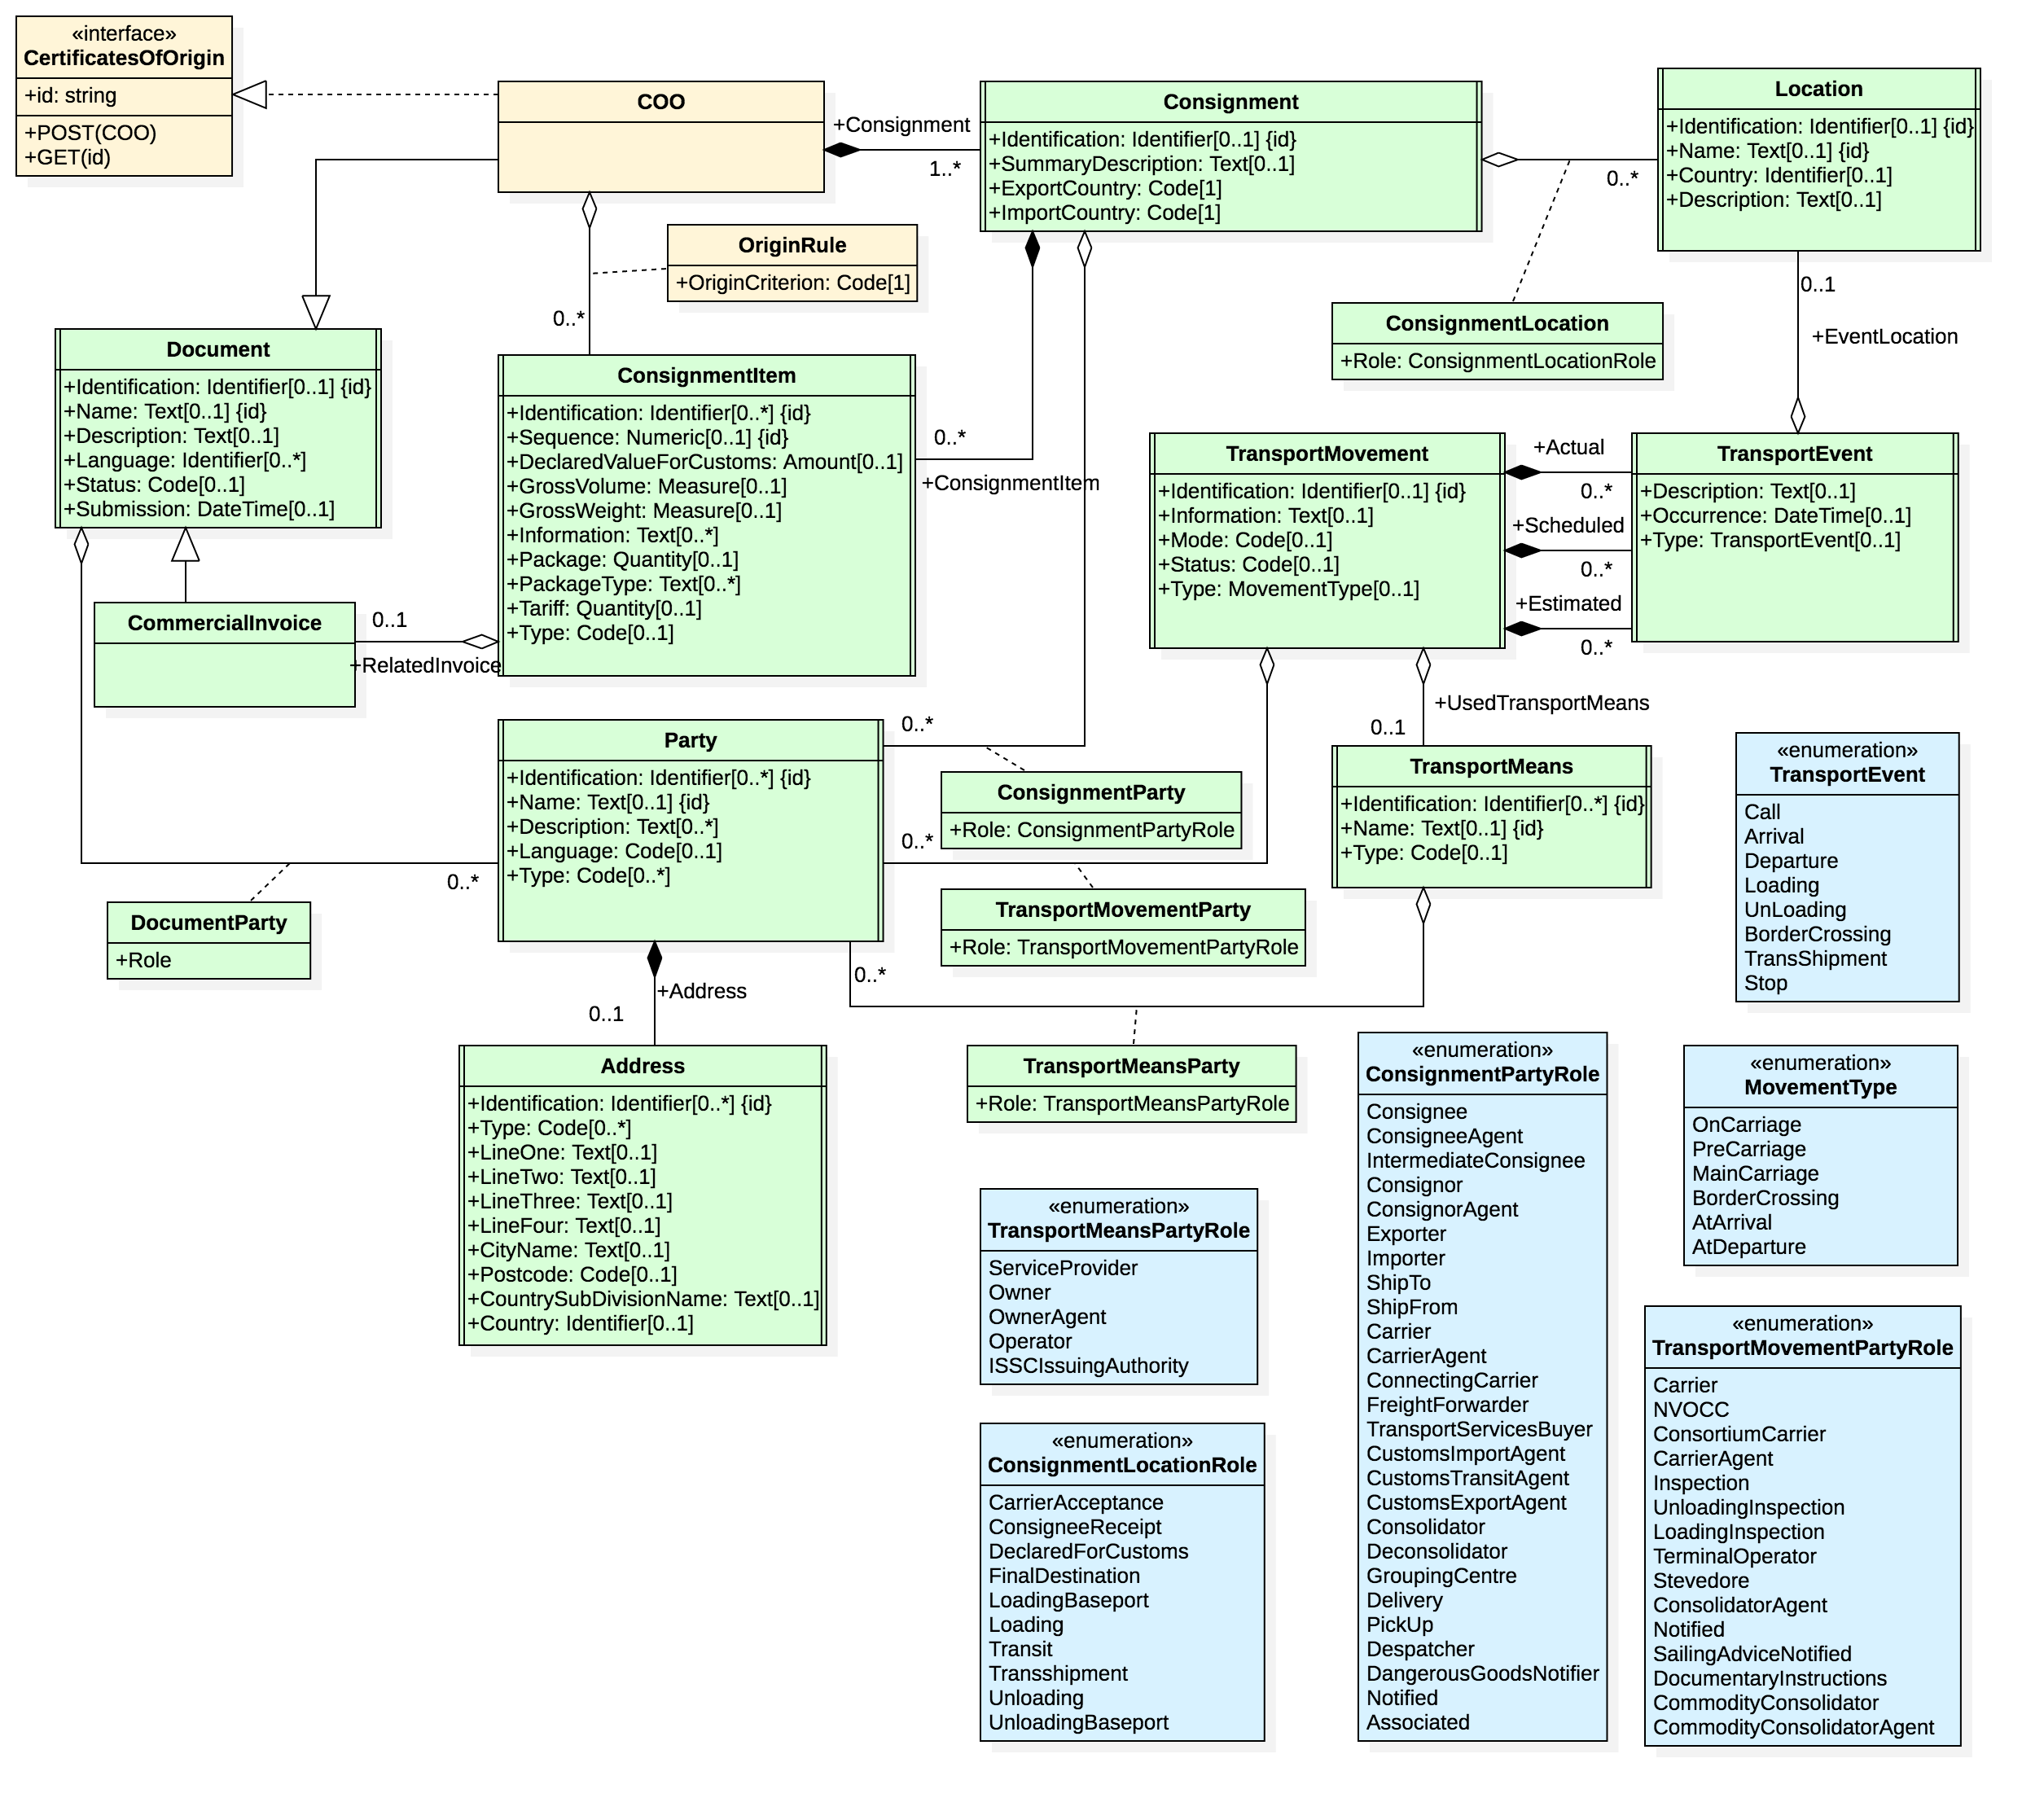 «interface»
CertificatesOfOrigin
+id: string
+POST(COO)
+GET(id)
COO
+Consignment
1..*
Consignment
+Identification: Identifier[0..1] {id}
+SummaryDescription: Text[0..1]
+ExportCountry: Code[1]
+ImportCountry: Code[1]
0..*
Location
+Identification: Identifier[0..1] {id}
+Name: Text[0..1] {id}
+Country: Identifier[0..1]
+Description: Text[0..1]
OriginRule
+OriginCriterion: Code[1]
0..*
ConsignmentLocation
+Role: ConsignmentLocationRole
0..1
+EventLocation
Document
+Identification: Identifier[0..1] {id}
+Name: Text[0..1] {id}
+Description: Text[0..1]
+Language: Identifier[0..*]
+Status: Code[0..1]
+Submission: DateTime[0..1]
ConsignmentItem
+Identification: Identifier[0..*] {id}
+Sequence: Numeric[0..1] {id}
+DeclaredValueForCustoms: Amount[0..1]
+GrossVolume: Measure[0..1]
+GrossWeight: Measure[0..1]
+Information: Text[0..*]
+Package: Quantity[0..1]
+PackageType: Text[0..*]
+Tariff: Quantity[0..1]
+Type: Code[0..1]
0..*
+ConsignmentItem
TransportMovement
+Identification: Identifier[0..1] {id}
+Information: Text[0..1]
+Mode: Code[0..1]
+Status: Code[0..1]
+Type: MovementType[0..1]
+Actual
0..*
+Scheduled
0..*
+Estimated
0..*
TransportEvent
+Description: Text[0..1]
+Occurrence: DateTime[0..1]
+Type: TransportEvent[0..1]
CommercialInvoice
0..1
+RelatedInvoice
Party
+Identification: Identifier[0..*] {id}
+Name: Text[0..1] {id}
+Description: Text[0..*]
+Language: Code[0..1]
+Type: Code[0..*]
0..*
ConsignmentParty
+Role: ConsignmentPartyRole
0..*
TransportMovementParty
+Role: TransportMovementPartyRole
+UsedTransportMeans
0..1
TransportMeans
+Identification: Identifier[0..*] {id}
+Name: Text[0..1] {id}
+Type: Code[0..1]
«enumeration»
TransportEvent
Call
Arrival
Departure
Loading
UnLoading
BorderCrossing
TransShipment
Stop
0..*
DocumentParty
+Role
+Address
0..1
0..*
Address
+Identification: Identifier[0..*] {id}
+Type: Code[0..*]
+LineOne: Text[0..1]
+LineTwo: Text[0..1]
+LineThree: Text[0..1]
+LineFour: Text[0..1]
+CityName: Text[0..1]
+Postcode: Code[0..1]
+CountrySubDivisionName: Text[0..1]
+Country: Identifier[0..1]
TransportMeansParty
+Role: TransportMeansPartyRole
«enumeration»
TransportMeansPartyRole
ServiceProvider
Owner
OwnerAgent
Operator
ISSCIssuingAuthority
«enumeration»
ConsignmentLocationRole
CarrierAcceptance
ConsigneeReceipt
DeclaredForCustoms
FinalDestination
LoadingBaseport
Loading
Transit
Transshipment
Unloading
UnloadingBaseport
«enumeration»
ConsignmentPartyRole
Consignee
ConsigneeAgent
IntermediateConsignee
Consignor
ConsignorAgent
Exporter
Importer
ShipTo
ShipFrom
Carrier
CarrierAgent
ConnectingCarrier
FreightForwarder
TransportServicesBuyer
CustomsImportAgent
CustomsTransitAgent
CustomsExportAgent
Consolidator
Deconsolidator
GroupingCentre
Delivery
PickUp
Despatcher
DangerousGoodsNotifier
Notified
Associated
«enumeration»
MovementType
OnCarriage
PreCarriage
MainCarriage
BorderCrossing
AtArrival
AtDeparture
«enumeration»
TransportMovementPartyRole
Carrier
NVOCC
ConsortiumCarrier
CarrierAgent
Inspection
UnloadingInspection
LoadingInspection
TerminalOperator
Stevedore
ConsolidatorAgent
Notified
SailingAdviceNotified
DocumentaryInstructions
CommodityConsolidator
CommodityConsolidatorAgent